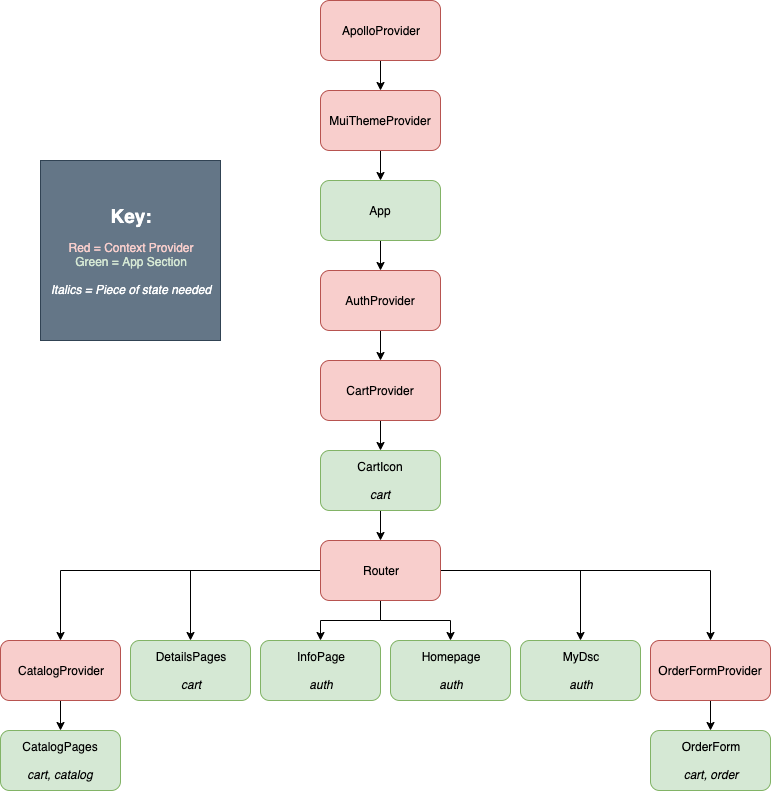 ApolloProvider
MuiThemeProvider
Key:
Red = Context Provider
Green = App Section
Italics = Piece of state needed
App
AuthProvider
CartProvider
CartIcon
cart
Router
CatalogProvider
DetailsPages
cart
InfoPage
auth
Homepage
auth
MyDsc
auth
OrderFormProvider
CatalogPages
cart, catalog
OrderForm
cart, order